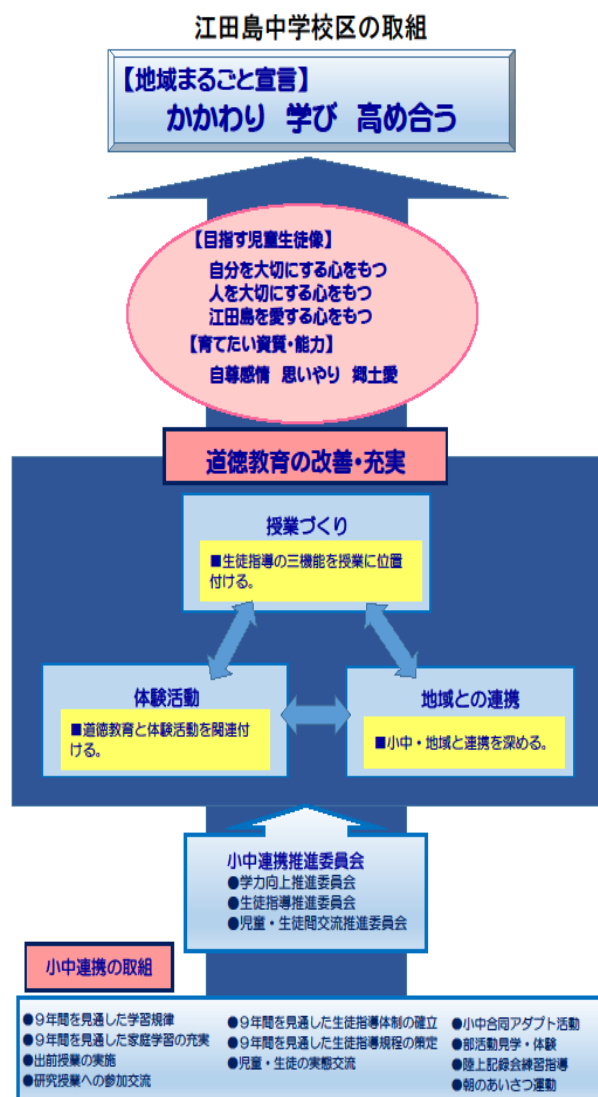 江田島中学校区の取組
【地域まるごと宣言】
かかわり 学び 高め合う
【目指す児童生徒像】
自分を大切にする心をもつ
人を大切にする心をもつ
江田島を愛する心をもつ
【育てたい資質・能力】
自尊感情 思いやり 郷土愛
道徳教育の改善・充実
授業づくり
■生徒指導の三機能を授業に位置
付ける。
体験活動
■道徳教育と体験活動を関連付
ける。
地域との連携
■小中・地域と連携を深める。
小中連携推進委員会
●学力向上推進委員会
●生徒指導推進委員会
●児童・生徒間交流推進委員会
小中連携の取組
●9年間を見通した学習規律
●9年間を見通した家庭学習の充実
●出前授業の実施
●研究授業への参加交流
●9年間を見通した生徒指導体制の確立
●9年間を見通した生徒指導規程の策定
●児童・生徒の実態交流
●小中合同アダプト活動
●部活動見学・体験
●陸上記録会練習指導
●朝のあいさつ運動